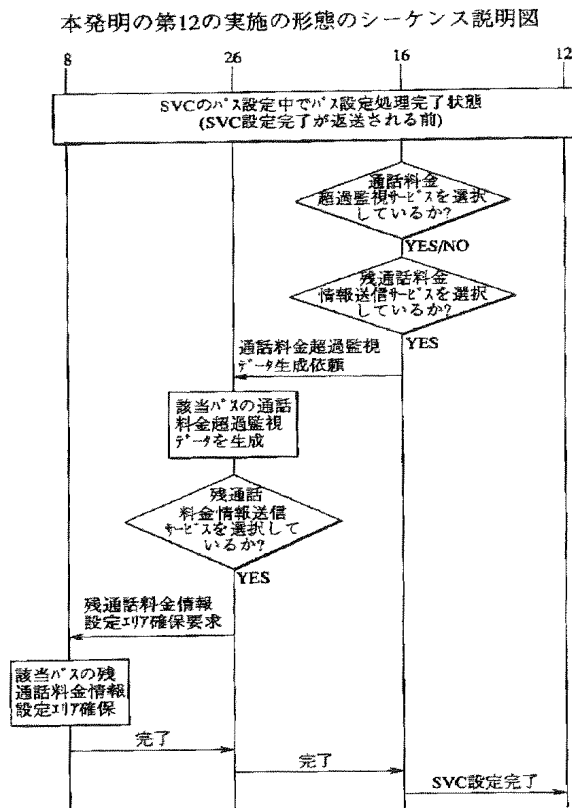 本発明の第12の実施の形態のシーケンス説明図
8 26 16 12
SVCのパス設定中でパス設定処理完了状態
(SVC設定完了が返送される前)
通話料金
超過監視サービスを選択
しているか?
YES/NO
残通話料金
情報送信サービスを選択
しているか?
YES
通話料金超過監視
データ生成依頼
該当パスの通話
料金超過監視
データを生成
残通話
料金情報送信
サービスを選択して
いるか?
YES
残通話料金情報
設定エリア確保要求
該当パスの残
通話料金情報
設定エリア確保
完了
完了
SVC設定完了